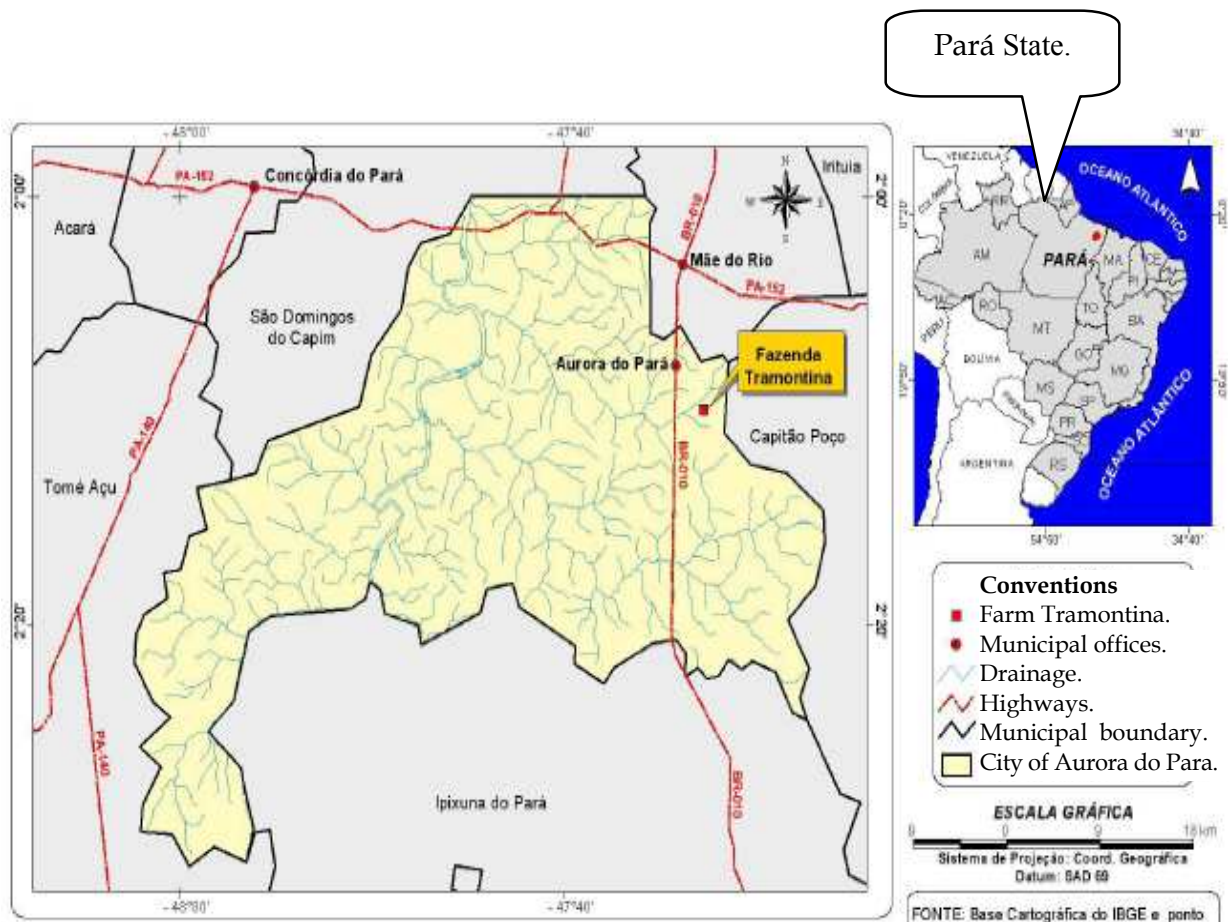 Pará State.
- 48°00'
- 47°40'
2°00'
2°00'
PA-152
Concórdia do Pará
BR-010
Irituia
N
W
E
S
Acará
Mãe do Rio
PA-152
São Domingos
do Capim
Aurora do Pará
Fazenda
Tramontina
PA-140
BR-010
Capitão Poço
Tomé Açu
2°20'
2°20'
PA-140
Ipixuna do Pará
BR-010
- 47°40'
VENEZUELA
OCEANO ATLÂNTICO
RR
AM
PARÁ
MA
CE
PI
RO
TO
BA
MT
PERU
BOLÍVIA
GO
MG
MS
SP
PR
ARGENTINA
RS
OCEANO ATLÂNTICO
34°40'
Conventions
Farm Tramontina.
Municipal offices.
Drainage.
Highways.
Municipal boundary.
City of Aurora do Para.
ESCALA GRÁFICA
9 0 9 18 km
Sistema de Projeção: Coord. Geográfica
Datum: SAD 69
FONTE: Base Cartográfica do IBGE e ponto